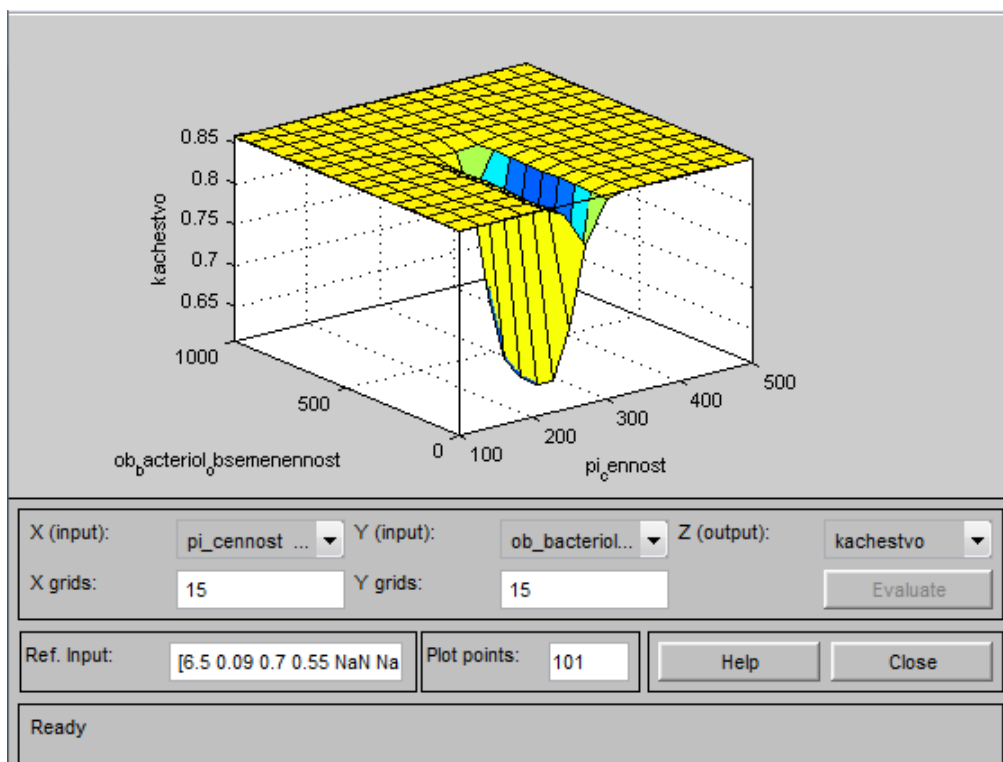 0.85
0.8
0.75
0.7
0.65
kachestvo
1000
500
0
ob_bacteriol_obsemenennost
100
200
300
400
500
pi_cennost
X (input):
pi_cennost ...
Y (input):
ob_bacteriol...
Z (output):
kachestvo
X grids:
15
Y grids:
15
Evaluate
Ref. Input:
[6.5 0.09 0.7 0.55 NaN Na
Plot points:
101
Help
Close
Ready